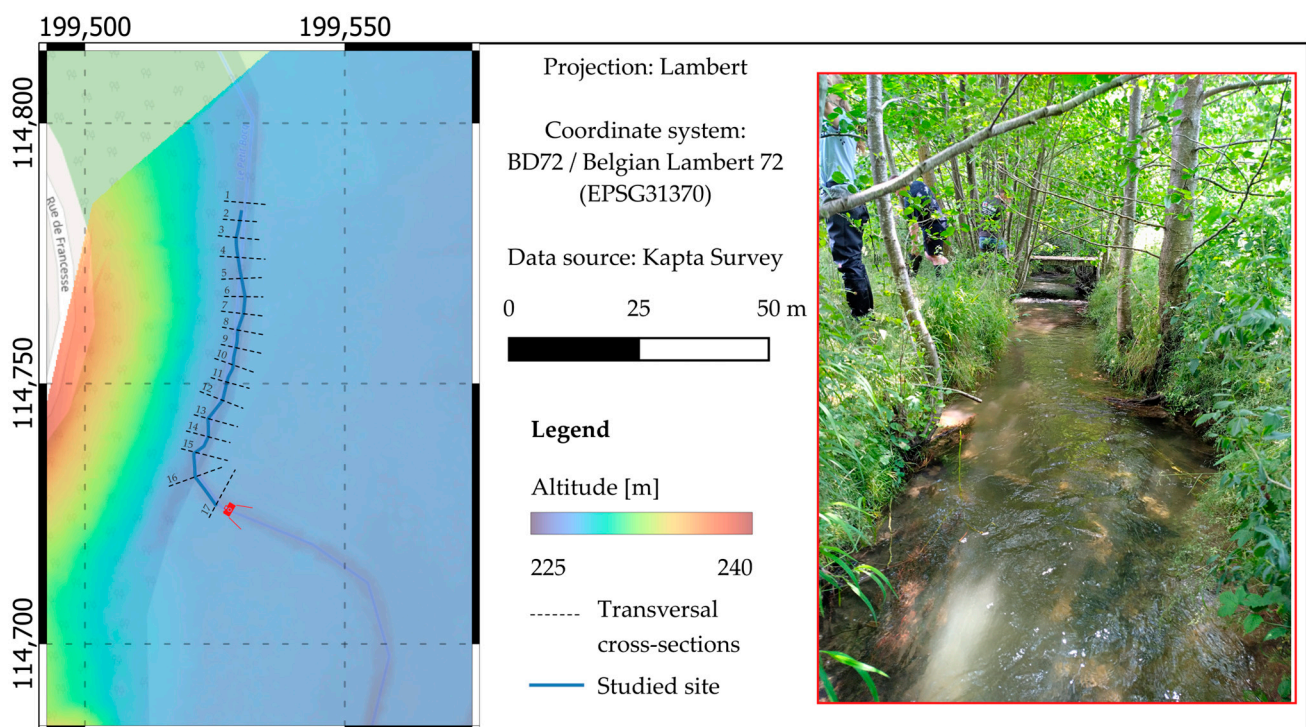 199,500
199,550
114,800
114,750
114,700
Rue de Francesse
1
2
3
4
5
6
7
8
9
10
11
12
13
14
15
16
17
Projection: Lambert
Coordinate system:
BD72 / Belgian Lambert 72
(EPSG31370)
Data source: Kapta Survey
0
25
50 m
Legend
Altitude [m]
225
240
Transversal
cross-sections
Studied site